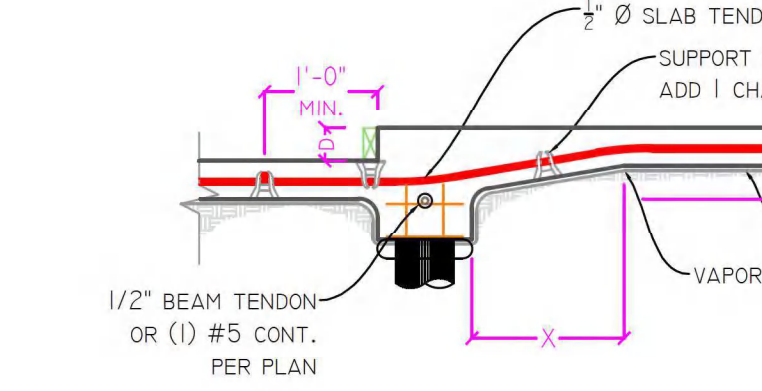 ½" Ø SLAB TEND
SUPPORT
ADD 1 CHA
1'-0"
MIN.
D
VAPOR
1/2" BEAM TENDON
OR (1) #5 CONT.
PER PLAN
X